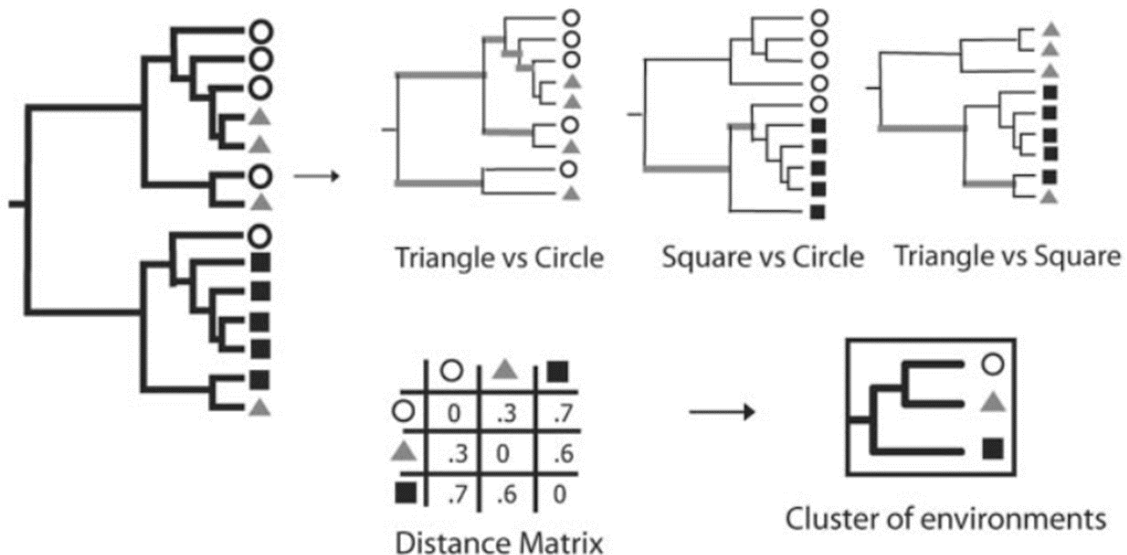 Triangle vs Circle
Square vs Circle
Triangle vs Square
0 .3 .7
.3 0 .6
.7 .6 0
Distance Matrix
Cluster of environments